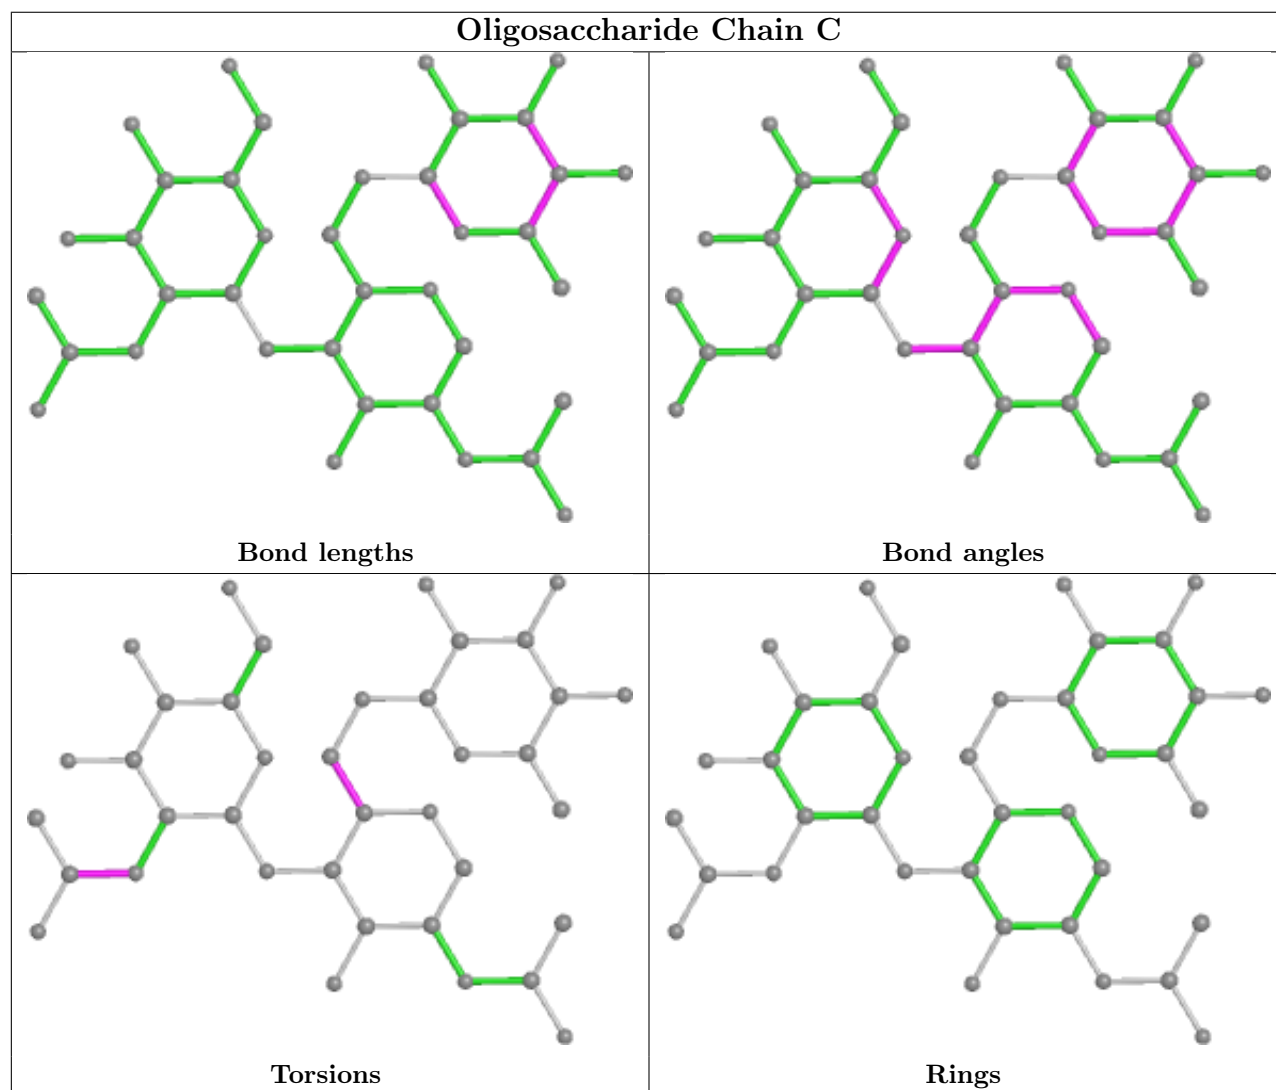 Oligosaccharide Chain C
Bond lengths
Bond angles
Torsions
Rings